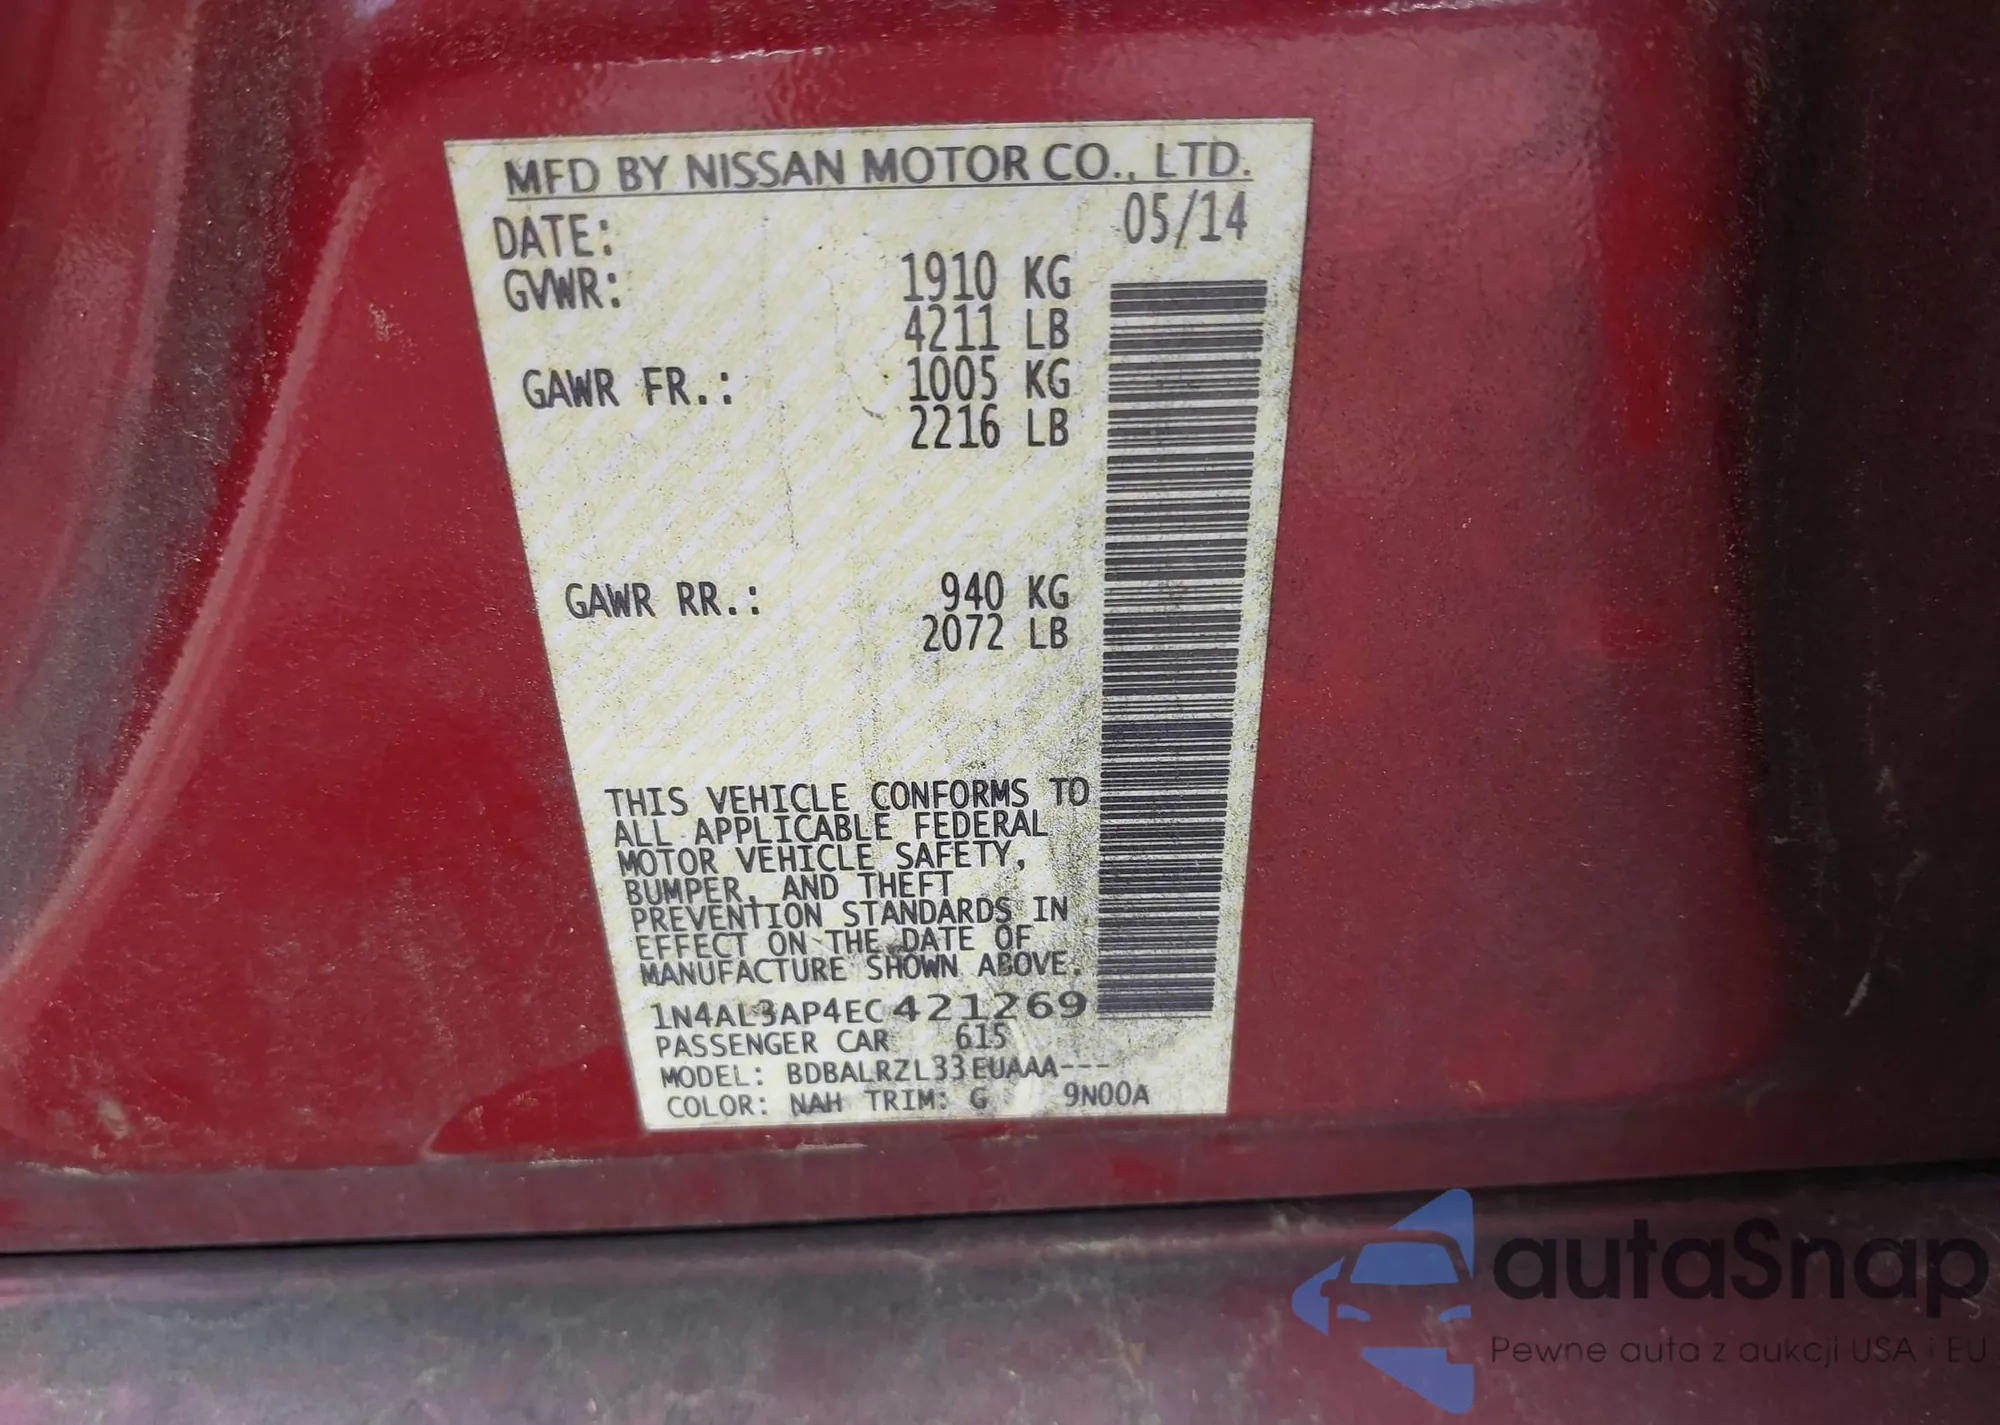 MFD BY NISSAN MOTOR CO., LTD.
DATE: 05/14
GVWR: 1910 KG
4211 LB
GAWR FR.: 1005 KG
2216 LB
GAWR RR.: 940 KG
2072 LB
THIS VEHICLE CONFORMS TO
ALL APPLICABLE FEDERAL
MOTOR VEHICLE SAFETY,
BUMPER, AND THEFT
PREVENTION STANDARDS IN
EFFECT ON THE DATE OF
MANUFACTURE SHOWN ABOVE.
1N4AL3AP4EC421269
PASSENGER CAR 615
MODEL: BDBALRZL33EUAAA---
COLOR: NAH TRIM: G 9N00A
autaSnap
Pewne auta z aukcji USA i EU